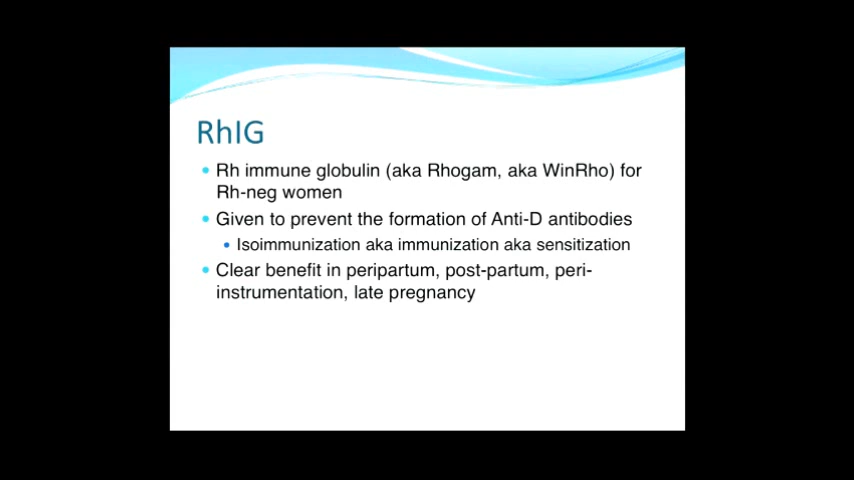 RhIG
• Rh immune globulin (aka Rhogam, aka WinRho) for
Rh-neg women
• Given to prevent the formation of Anti-D antibodies
• Isoimmunization aka immunization aka sensitization
• Clear benefit in peripartum, post-partum, peri-
instrumentation, late pregnancy